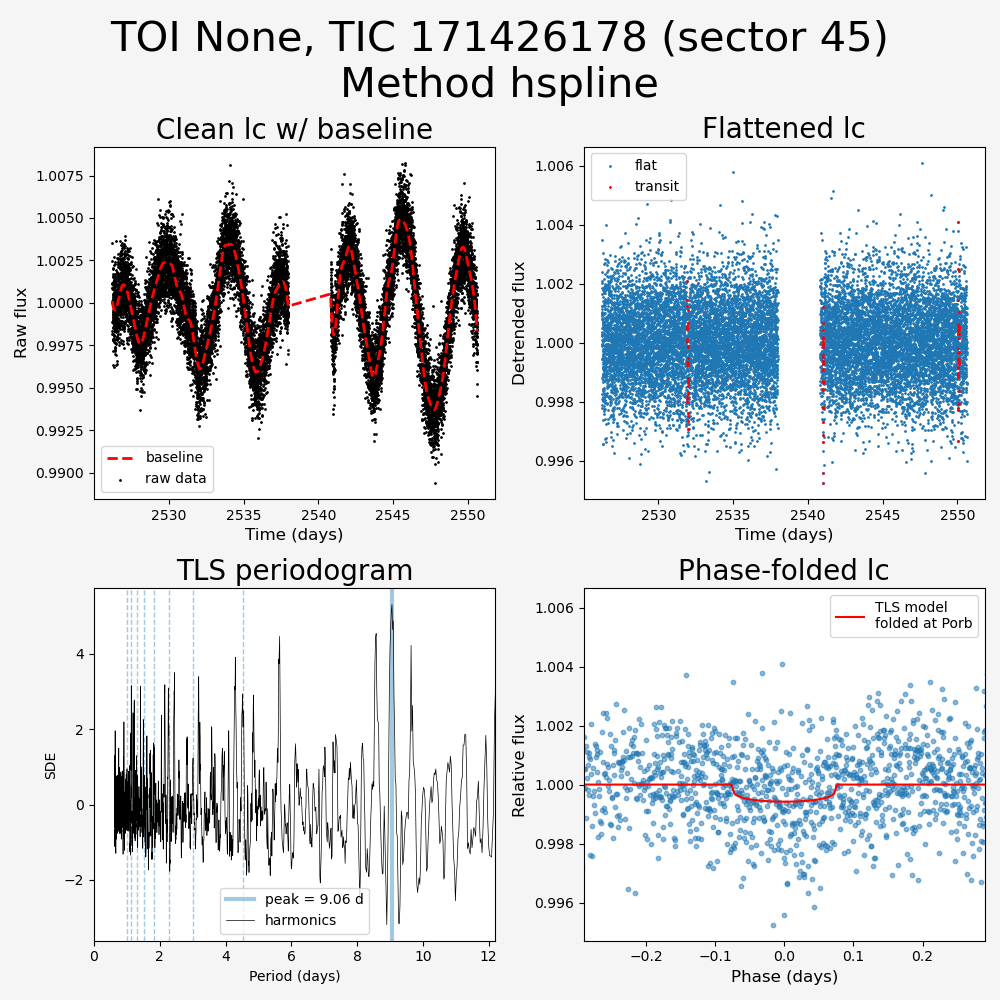 TOI None, TIC 171426178 (sector 45)
Method hspline
Clean lc w/ baseline
Raw flux
1.0075
1.0050
1.0025
1.0000
0.9975
0.9950
0.9925
0.9900
baseline
raw data
2530
2535
2540
2545
2550
Time (days)
Flattened lc
Detrended flux
1.006
1.004
1.002
1.000
0.998
0.996
flat
transit
2530
2535
2540
2545
2550
Time (days)
TLS periodogram
SDE
4
2
0
−2
peak = 9.06 d
harmonics
0
2
4
6
8
10
12
Period (days)
Phase-folded lc
Relative flux
1.006
1.004
1.002
1.000
0.998
0.996
TLS model
folded at Porb
−0.2
−0.1
0.0
0.1
0.2
Phase (days)